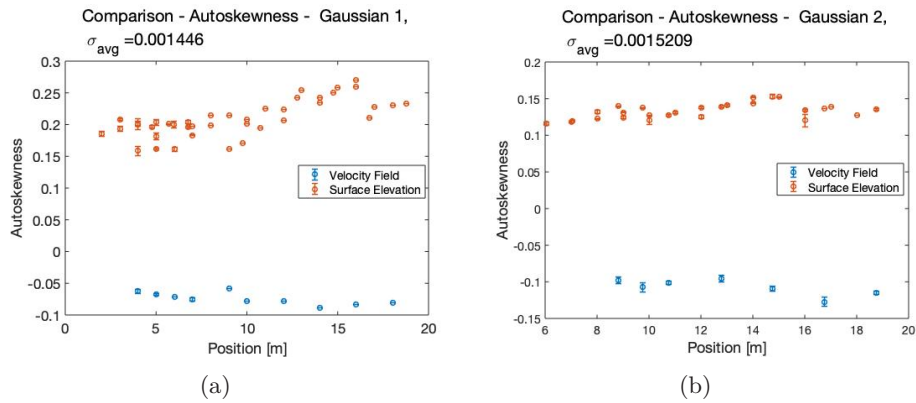 Comparison - Autoskewness - Gaussian 1,
σavg =0.001446
0.3
0.25
0.2
0.15
0.1
0.05
0
-0.05
-0.1
Autoskewness
Velocity Field
Surface Elevation
0 5 10 15 20
Position [m]
(a)
Comparison - Autoskewness - Gaussian 2,
σavg =0.0015209
0.2
0.15
0.1
0.05
0
-0.05
-0.1
-0.15
Autoskewness
Velocity Field
Surface Elevation
6 8 10 12 14 16 18 20
Position [m]
(b)